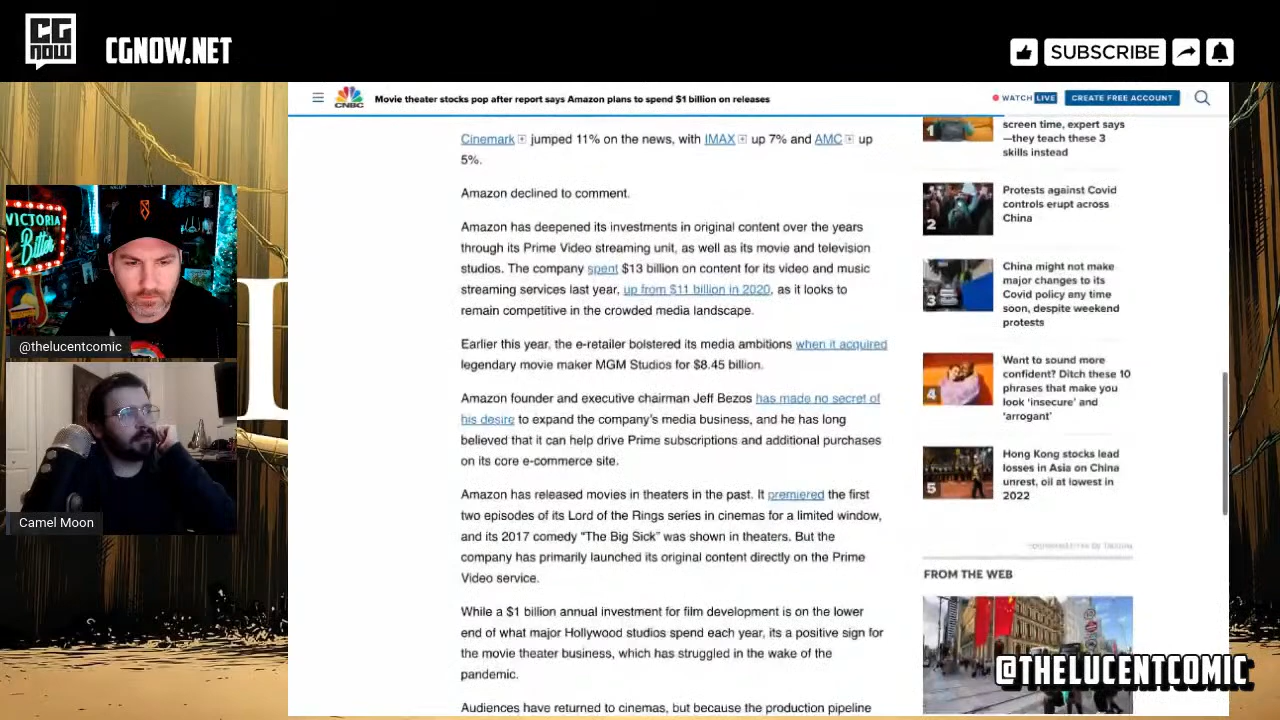 CG
NOW
CGNOW.NET
SUBSCRIBE
CNBC
Movie theater stocks pop after report says Amazon plans to spend $1 billion on releases
WATCH LIVE
CREATE FREE ACCOUNT
Cinemark jumped 11% on the news, with IMAX up 7% and AMC up
5%.
Amazon declined to comment.
Amazon has deepened its investments in original content over the years
through its Prime Video streaming unit, as well as its movie and television
studios. The company spent $13 billion on content for its video and music
streaming services last year, up from $11 billion in 2020, as it looks to
remain competitive in the crowded media landscape.
Earlier this year, the e-retailer bolstered its media ambitions when it acquired
legendary movie maker MGM Studios for $8.45 billion.
Amazon founder and executive chairman Jeff Bezos has made no secret of
his desire to expand the company's media business, and he has long
believed that it can help drive Prime subscriptions and additional purchases
on its core e-commerce site.
Amazon has released movies in theaters in the past. It premiered the first
two episodes of its Lord of the Rings series in cinemas for a limited window,
and its 2017 comedy "The Big Sick" was shown in theaters. But the
company has primarily launched its original content directly on the Prime
Video service.
While a $1 billion annual investment for film development is on the lower
end of what major Hollywood studios spend each year, its a positive sign for
the movie theater business, which has struggled in the wake of the
pandemic.
Audiences have returned to cinemas, but because the production pipeline
1
screen time, expert says
—they teach these 3
skills instead
2
Protests against Covid
controls erupt across
China
3
China might not make
major changes to its
Covid policy any time
soon, despite weekend
protests
4
Want to sound more
confident? Ditch these 10
phrases that make you
look 'insecure' and
'arrogant'
5
Hong Kong stocks lead
losses in Asia on China
unrest, oil at lowest in
2022
FROM THE WEB
VICTORIA
Bitter
@thelucentcomic
Camel Moon
@THELUCENTCOMIC